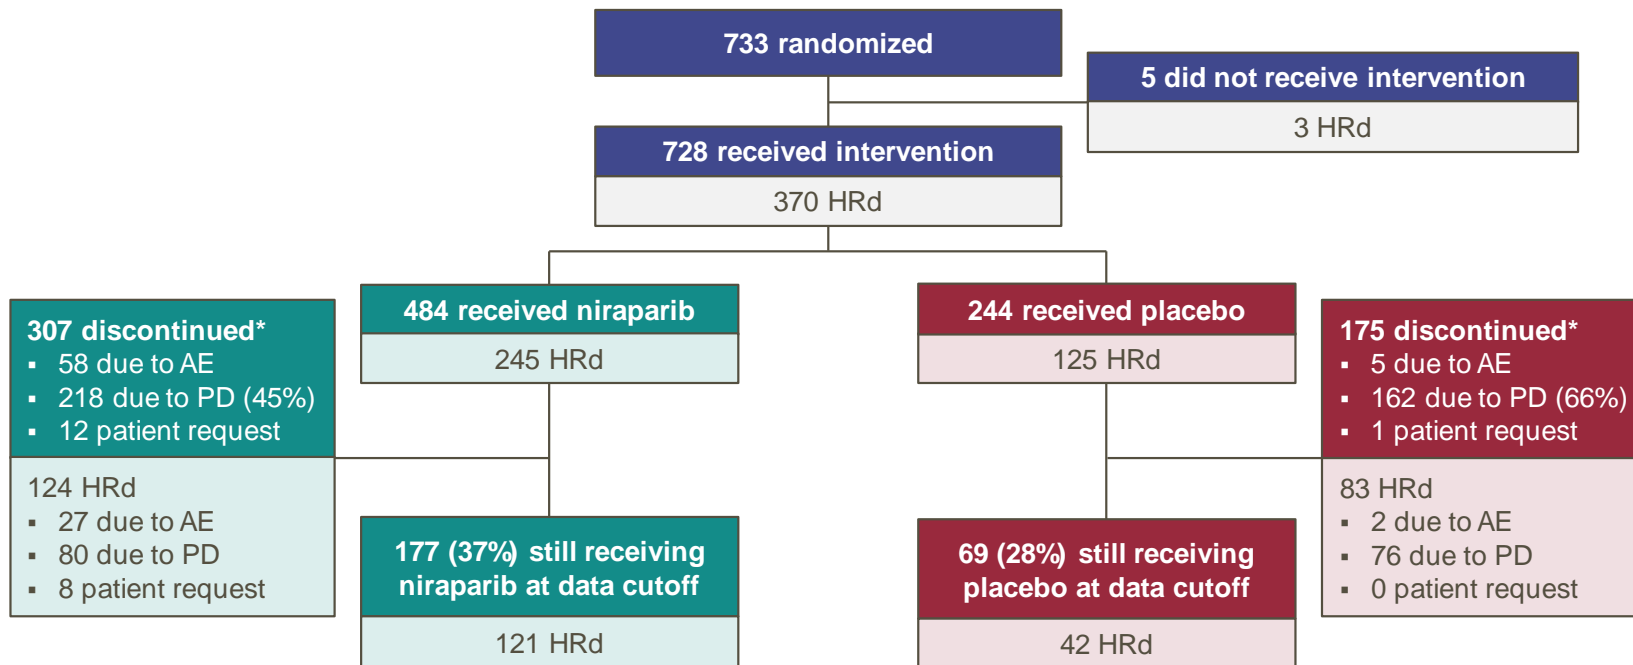 733 randomized
5 did not receive intervention
3 HRd
728 received intervention
370 HRd
484 received niraparib
245 HRd
244 received placebo
125 HRd
307 discontinued*
▪ 58 due to AE
▪ 218 due to PD (45%)
▪ 12 patient request
124 HRd
▪ 27 due to AE
▪ 80 due to PD
▪ 8 patient request
175 discontinued*
▪ 5 due to AE
▪ 162 due to PD (66%)
▪ 1 patient request
83 HRd
▪ 2 due to AE
▪ 76 due to PD
▪ 0 patient request
177 (37%) still receiving
niraparib at data cutoff
121 HRd
69 (28%) still receiving
placebo at data cutoff
42 HRd